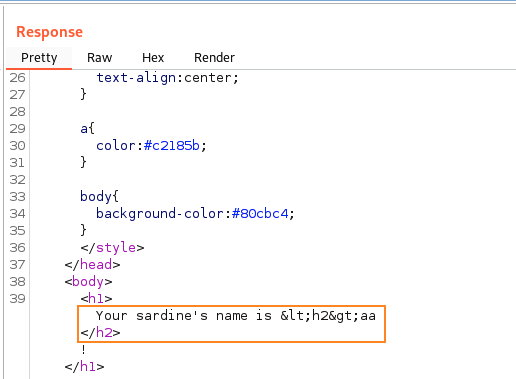 Response
Pretty Raw Hex Render
26 text-align:center;
27 }
28
29 a{
30 color:#c2185b;
31 }
32
33 body{
34 background-color:#80cbc4;
35 }
36 </style>
37 </head>
38 <body>
39 <h1>
Your sardine's name is &lt;h2&gt;aa
</h2>
!
</h1>